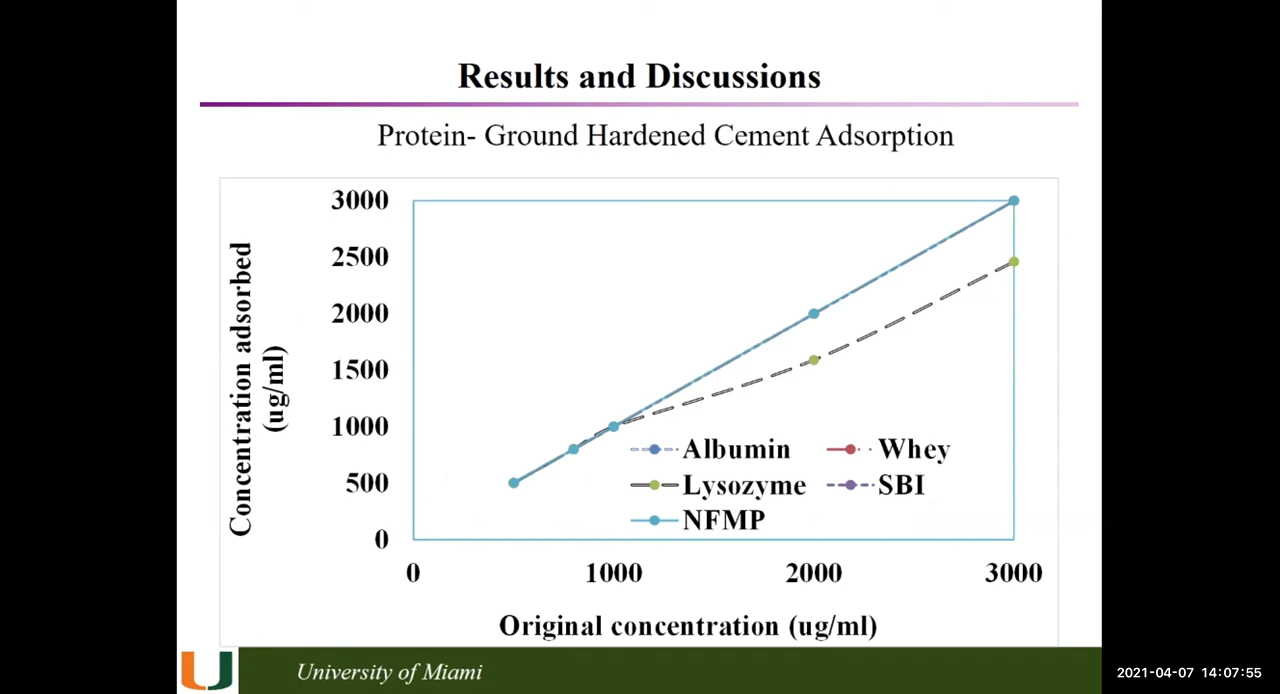 Results and Discussions
Protein- Ground Hardened Cement Adsorption
Concentration adsorbed
(ug/ml)
3000
2500
2000
1500
1000
500
0
Albumin Whey
Lysozyme SBI
NFMP
0 1000 2000 3000
Original concentration (ug/ml)
University of Miami
2021-04-07 14:07:55